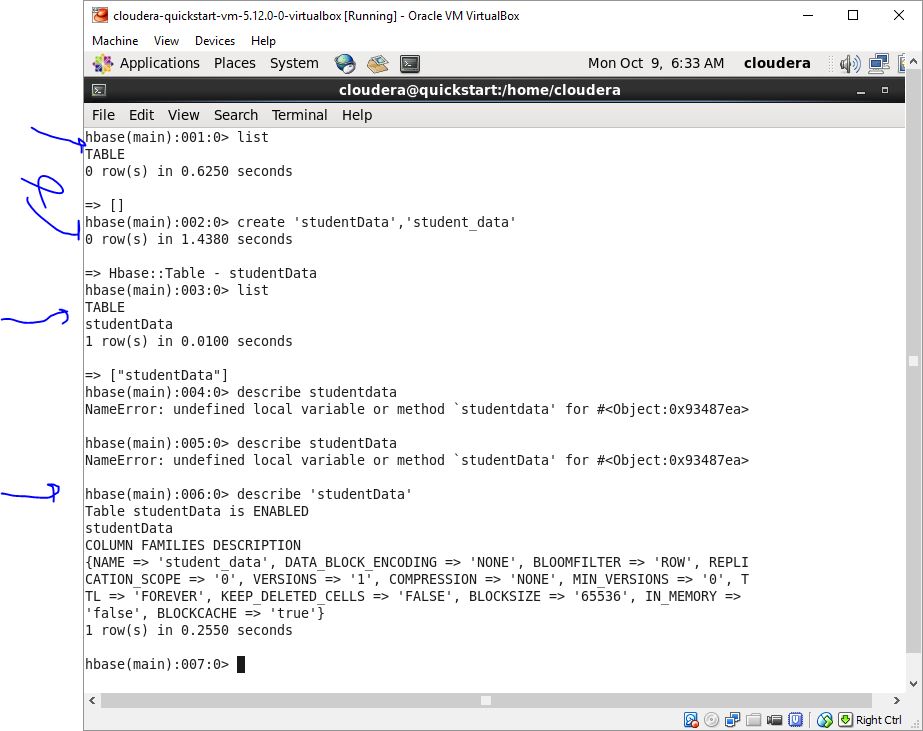 cloudera-quickstart-vm-5.12.0-0-virtualbox [Running] - Oracle VM VirtualBox
Machine View Devices Help
Applications Places System Mon Oct 9, 6:33 AM cloudera
cloudera@quickstart:/home/cloudera
File Edit View Search Terminal Help
hbase(main):001:0> list
TABLE
0 row(s) in 0.6250 seconds
=> []
hbase(main):002:0> create 'studentData','student_data'
0 row(s) in 1.4380 seconds
=> Hbase::Table - studentData
hbase(main):003:0> list
TABLE
studentData
1 row(s) in 0.0100 seconds
=> ["studentData"]
hbase(main):004:0> describe studentdata
NameError: undefined local variable or method `studentdata' for #<Object:0x93487ea>
hbase(main):005:0> describe studentData
NameError: undefined local variable or method `studentData' for #<Object:0x93487ea>
hbase(main):006:0> describe 'studentData'
Table studentData is ENABLED
studentData
COLUMN FAMILIES DESCRIPTION
{NAME => 'student_data', DATA_BLOCK_ENCODING => 'NONE', BLOOMFILTER => 'ROW', REPLI
CATION_SCOPE => '0', VERSIONS => '1', COMPRESSION => 'NONE', MIN_VERSIONS => '0', T
TL => 'FOREVER', KEEP_DELETED_CELLS => 'FALSE', BLOCKSIZE => '65536', IN_MEMORY =>
'false', BLOCKCACHE => 'true'}
1 row(s) in 0.2550 seconds
hbase(main):007:0>
Right Ctrl